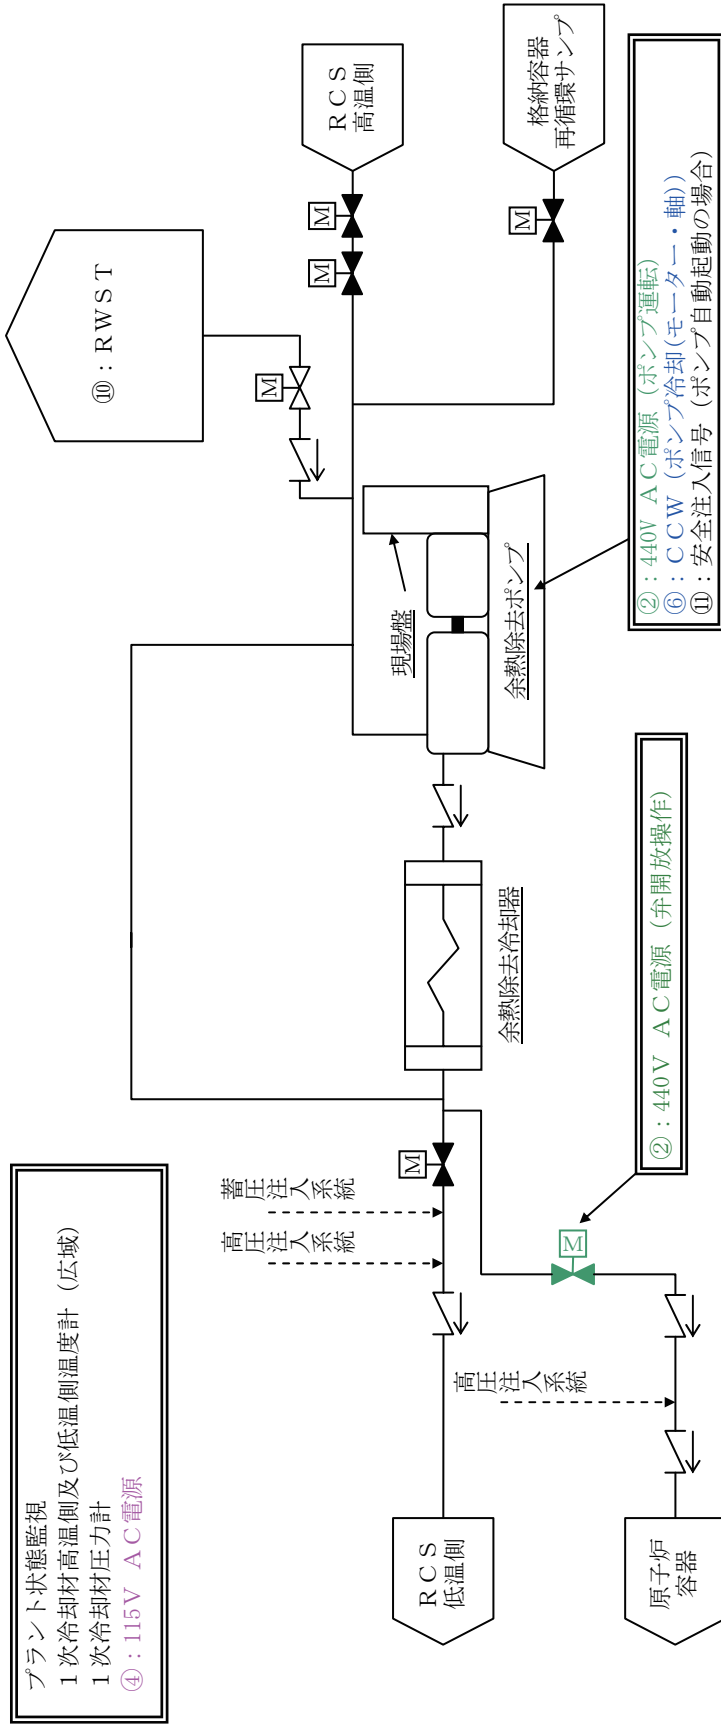 プラント状態監視
1次冷却材高温側及び低温側温度計（広域）
1次冷却材圧力計
④：115V AC電源
⑩：RWST
RCS
高温側
格納容器
再循環サンプ
M
M
M
M
現場盤
余熱除去ポンプ
余熱除去冷却器
②：440V AC電源（ポンプ運転）
⑥：CCW（ポンプ冷却(モーター・軸)）
⑪：安全注入信号（ポンプ自動起動の場合）
②：440V AC電源（弁開放操作）
M
M
蓄圧注入系統
高圧注入系統
高圧注入系統
RCS
低温側
原子炉
容器